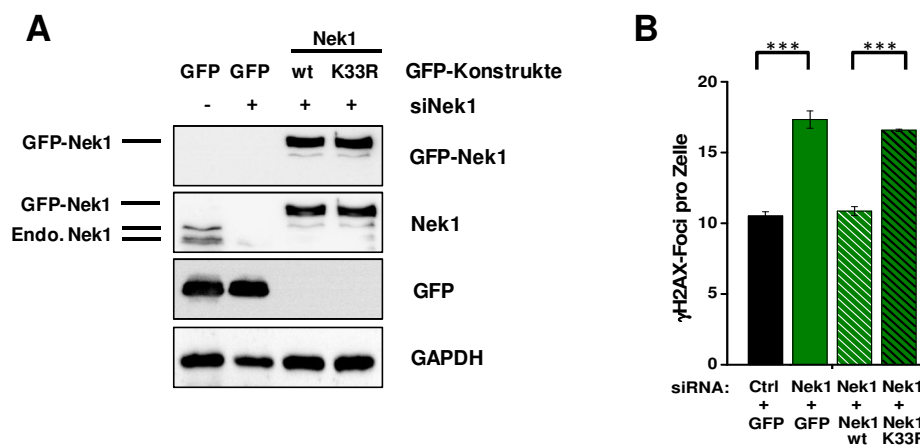 A
Nek1
GFP GFP wt K33R GFP-Konstrukte
- + + + siNek1
GFP-Nek1
GFP-Nek1
GFP-Nek1
Nek1
Endo. Nek1
GFP
GAPDH
B
*** ***
20
15
10
5
0
γH2AX-Foci pro Zelle
siRNA: Ctrl Nek1 Nek1 Nek1
+ + + +
GFP GFP Nek1 Nek1
wt K33R